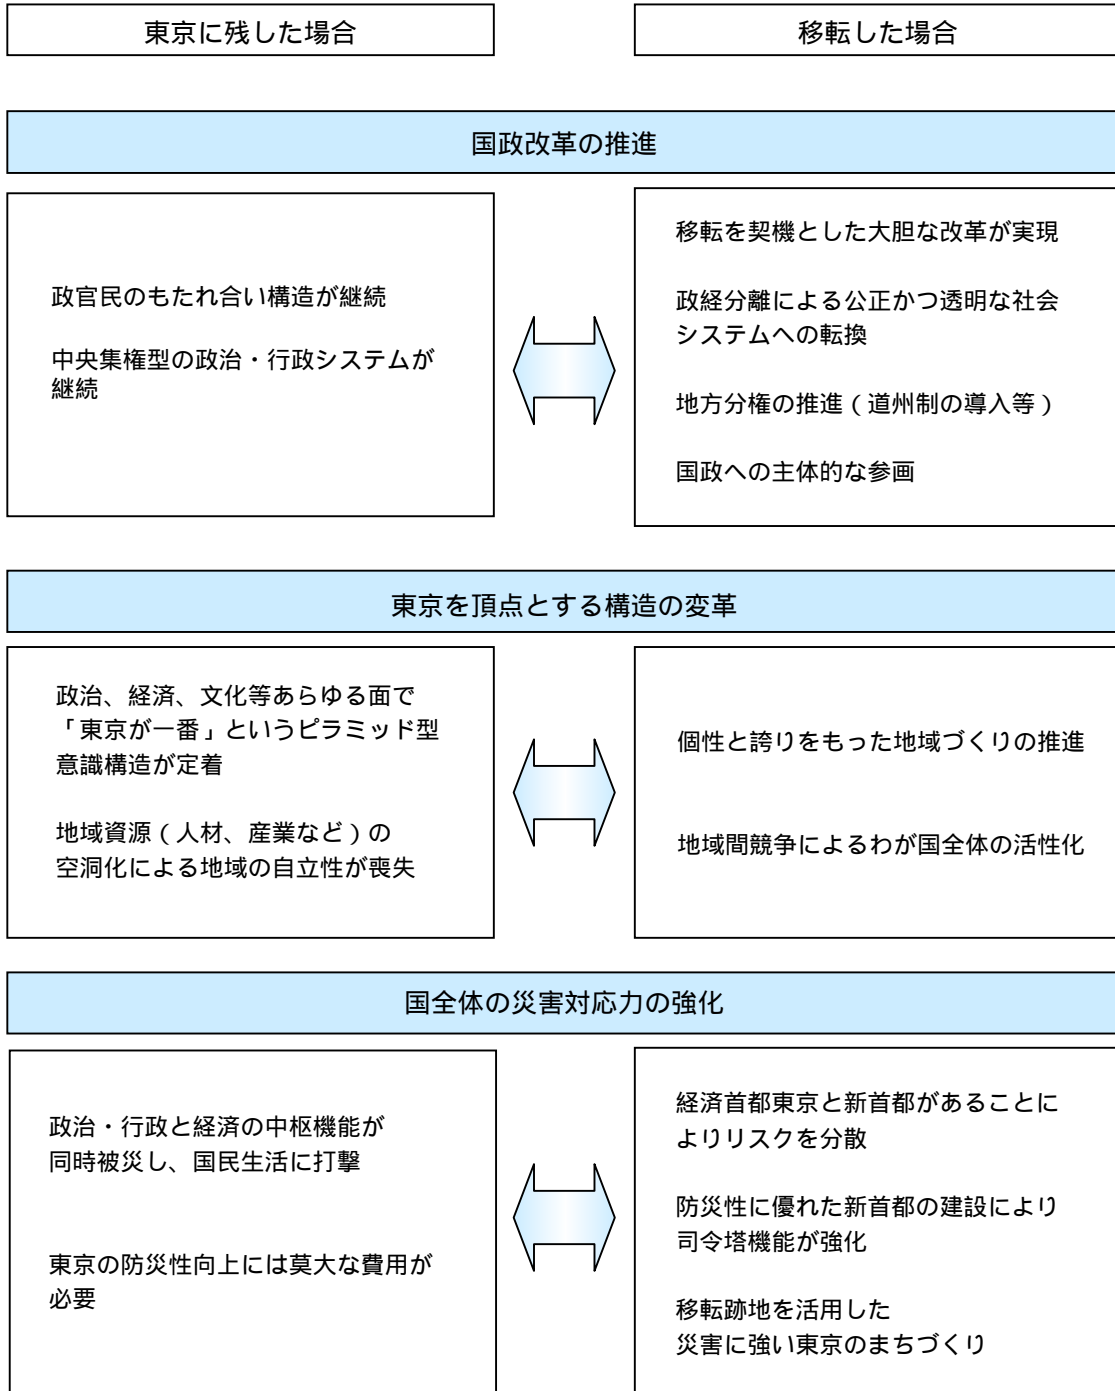 東京に残した場合
移転した場合
国政改革の推進
政官民のもたれ合い構造が継続
中央集権型の政治・行政システムが
継続
移転を契機とした大胆な改革が実現
政経分離による公正かつ透明な社会
システムへの転換
地方分権の推進(道州制の導入等)
国政への主体的な参画
東京を頂点とする構造の変革
政治、経済、文化等あらゆる面で
「東京が一番」というピラミッド型
意識構造が定着
地域資源(人材、産業など)の
空洞化による地域の自立性が喪失
個性と誇りをもった地域づくりの推進
地域間競争によるわが国全体の活性化
国全体の災害対応力の強化
政治・行政と経済の中枢機能が
同時被災し、国民生活に打撃
東京の防災性向上には莫大な費用が
必要
経済首都東京と新首都があることに
よりリスクを分散
防災性に優れた新首都の建設により
司令塔機能が強化
移転跡地を活用した
災害に強い東京のまちづくり